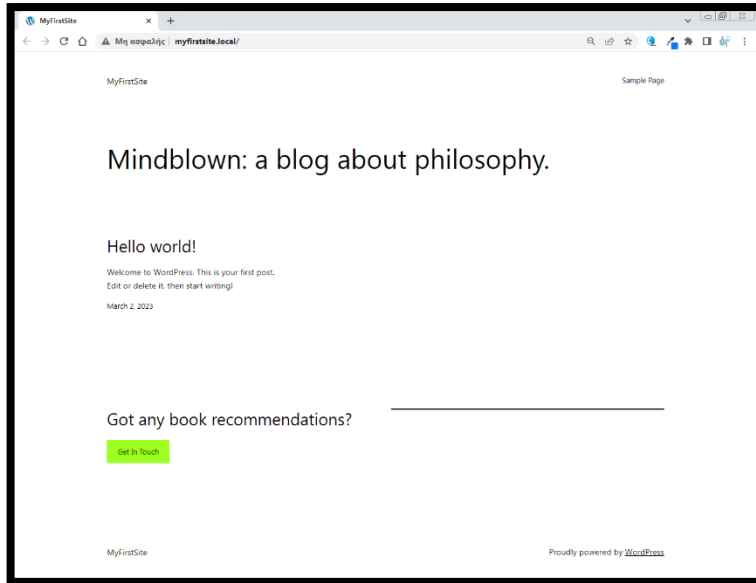 MyFirstSite
Μη ασφαλής | myfirstsite.local/
MyFirstSite
Sample Page
Mindblown: a blog about philosophy.
Hello world!
Welcome to WordPress. This is your first post.
Edit or delete it, then start writing!
March 2, 2023
Got any book recommendations?
Get In Touch
MyFirstSite
Proudly powered by WordPress